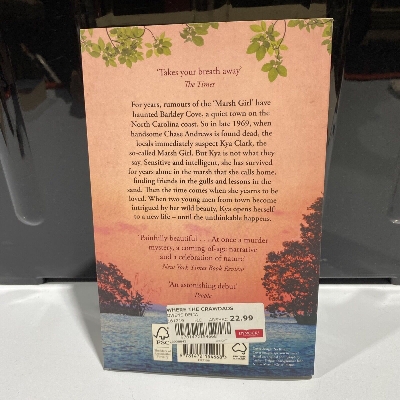 'Takes your breath away'
The Times
For years, rumours of the 'Marsh Girl' have
haunted Barkley Cove, a quiet town on the
North Carolina coast. So in late 1969, when
handsome Chase Andrews is found dead, the
locals immediately suspect Kya Clark, the
so-called Marsh Girl. But Kya is not what they
say. Sensitive and intelligent, she has survived
for years alone in the marsh that she calls home,
finding friends in the gulls and lessons in the
sand. Then the time comes when she yearns to be
loved. When two young men from town become
intrigued by her wild beauty, Kya opens herself
to a new life – until the unthinkable happens.
'Painfully beautiful . . . At once a murder
mystery, a coming-of-age narrative
and a celebration of nature'
New York Times Book Review
'An astonishing debut'
People
WHERE THE CRAWDADS
22.99
DYMOCKS
FSC